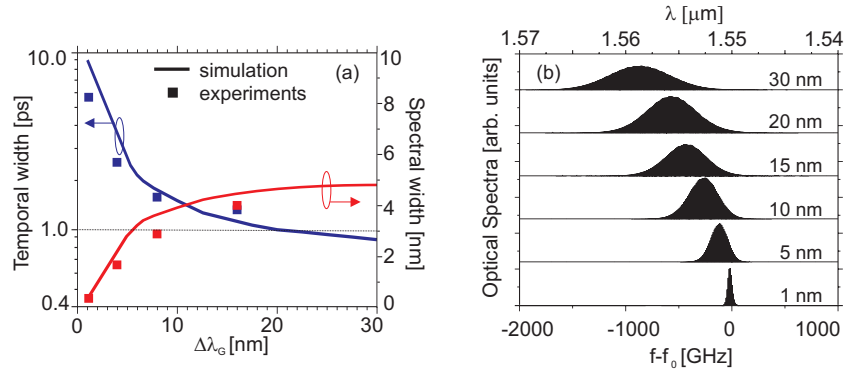 (a)
simulation
experiments
Temporal width [ps]
10.0
1.0
0.4
Spectral width [nm]
10
8
6
4
2
0
0
10
20
30
Δλ_G [nm]
(b)
λ [μm]
1.57
1.56
1.55
1.54
Optical Spectra [arb. units]
30 nm
20 nm
15 nm
10 nm
5 nm
1 nm
-2000
-1000
0
1000
f-f_0 [GHz]